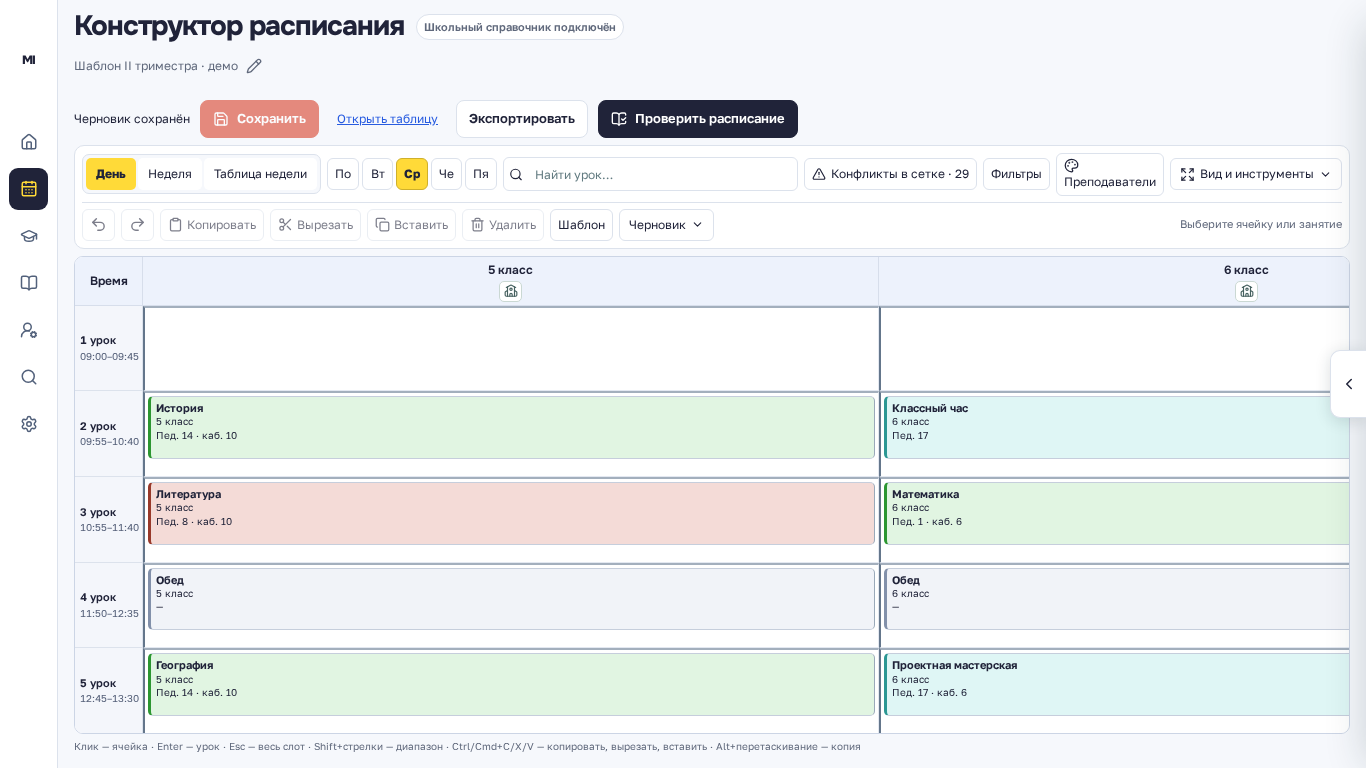 Конструктор расписания
Школьный справочник подключён
MI
Шаблон II триместра · демо
Черновик сохранён
Сохранить
Открыть таблицу
Экспортировать
Проверить расписание
День
Неделя
Таблица недели
По
Вт
Ср
Че
Пя
Найти урок…
Конфликты в сетке · 29
Фильтры
Преподаватели
Вид и инструменты
Копировать
Вырезать
Вставить
Удалить
Шаблон
Черновик
Выберите ячейку или занятие
Время
5 класс
6 класс
1 урок
09:00–09:45
2 урок
09:55–10:40
История
5 класс
Пед. 14 · каб. 10
Классный час
6 класс
Пед. 17
3 урок
10:55–11:40
Литература
5 класс
Пед. 8 · каб. 10
Математика
6 класс
Пед. 1 · каб. 6
4 урок
11:50–12:35
Обед
5 класс
—
Обед
6 класс
—
5 урок
12:45–13:30
География
5 класс
Пед. 14 · каб. 10
Проектная мастерская
6 класс
Пед. 17 · каб. 6
Клик — ячейка · Enter — урок · Esc — весь слот · Shift+стрелки — диапазон · Ctrl/Cmd+C/X/V — копировать, вырезать, вставить · Alt+перетаскивание — копия